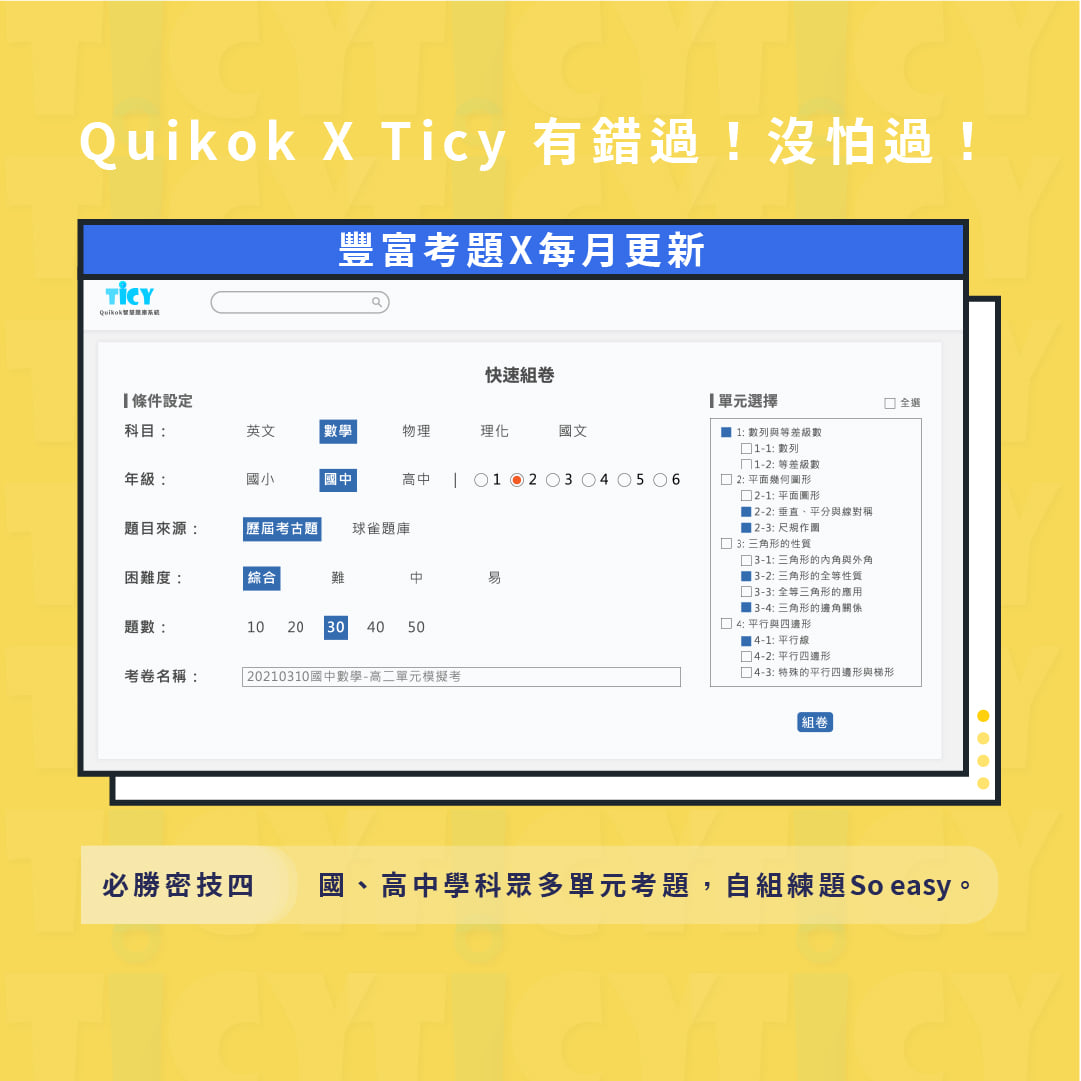 Quikok X Ticy 有錯過！沒怕過！
豐富考題X每月更新
TiCY
Quikok智慧題庫系統
快速組卷
條件設定
科目： 英文 數學 物理 理化 國文
年級： 國小 國中 高中 | 1 2 3 4 5 6
題目來源： 歷屆考古題 球雀題庫
困難度： 綜合 難 中 易
題數： 10 20 30 40 50
考卷名稱： 20210310國中數學-高二單元模擬考
單元選擇 全選
1: 數列與等差級數
1-1: 數列
1-2: 等差級數
2: 平面幾何圖形
2-1: 平面圖形
2-2: 垂直、平分與線對稱
2-3: 尺規作圖
3: 三角形的性質
3-1: 三角形的內角與外角
3-2: 三角形的全等性質
3-3: 全等三角形的應用
3-4: 三角形的邊角關係
4: 平行與四邊形
4-1: 平行線
4-2: 平行四邊形
4-3: 特殊的平行四邊形與梯形
組卷
必勝密技四 國、高中學科眾多單元考題，自組練題So easy。